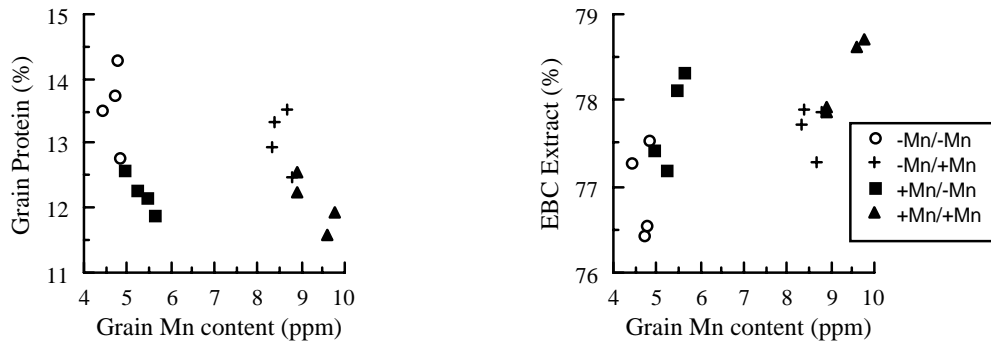 Grain Protein (%)
15
14
13
12
11
4 5 6 7 8 9 10
Grain Mn content (ppm)
EBC Extract (%)
79
78
77
76
4 5 6 7 8 9 10
Grain Mn content (ppm)
-Mn/-Mn
-Mn/+Mn
+Mn/-Mn
+Mn/+Mn